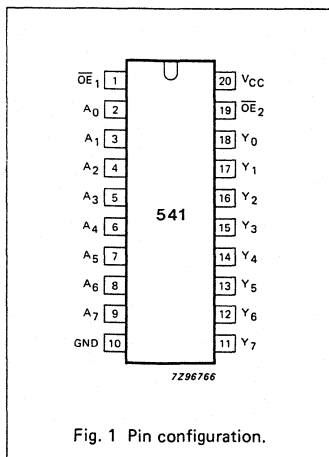 O̅E̅₁ 1 20 VCC
A₀ 2 19 O̅E̅₂
A₁ 3 18 Y₀
A₂ 4 17 Y₁
A₃ 5 16 Y₂
541
A₄ 6 15 Y₃
A₅ 7 14 Y₄
A₆ 8 13 Y₅
A₇ 9 12 Y₆
GND 10 11 Y₇
7Z96766
Fig. 1 Pin configuration.